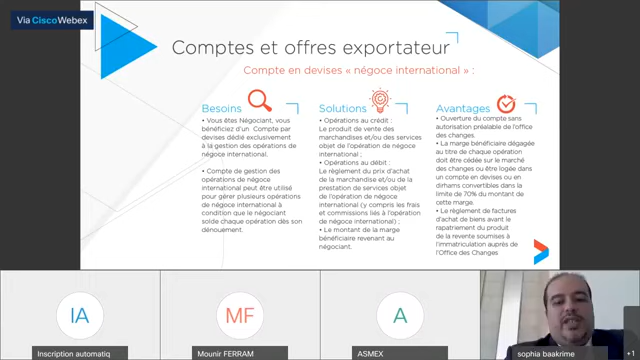 Via CiscoWebex
Comptes et offres exportateur
Compte en devises « négoce international » :
Besoins
• Vous êtes Négociant, vous
bénéficiez d'un Compte par
devises dédié exclusivement
à lá gestion des opérations de
négoce international.
• Compte de gestion des
opérations de négoce
international peut être utilisé
pour gérer plusieurs opérations
de négoce international à
condition que le négociant
solde chaque opération dès son
dénouement.
Solutions
• Opérations au crédit :
Le produit de vente des
marchandises et/ou des services
objet de l'opération de négoce
international ;
• Opérations au débit :
Le règlement du prix d'achat
de la marchandise et/ou de la
prestation de services objet
de l'opération de négoce
international (y compris les frais
et commissions liés à l'opération
de négoce international) ;
• Le montant de la marge
bénéficiaire revenant au
négociant.
Avantages
• Ouverture du compte sans
autorisation préalable de l'office
des changes.
• La marge bénéficiaire dégagée
au titre de chaque opération
doit être cédée sur le marché
des changes ou être logée dans
un compte en devises ou en
dirhams convertibles dans la
limite de 70% du montant de
cette marge.
• Le règlement de factures
d'achat de biens avant le
rapatriement du produit
de la revente soumises à
l'immatriculation auprès de
l'Office des Changes
IA
Inscription automatiq
MF
Mounir FERRAM
A
ASMEX
sophia baakrime
+1